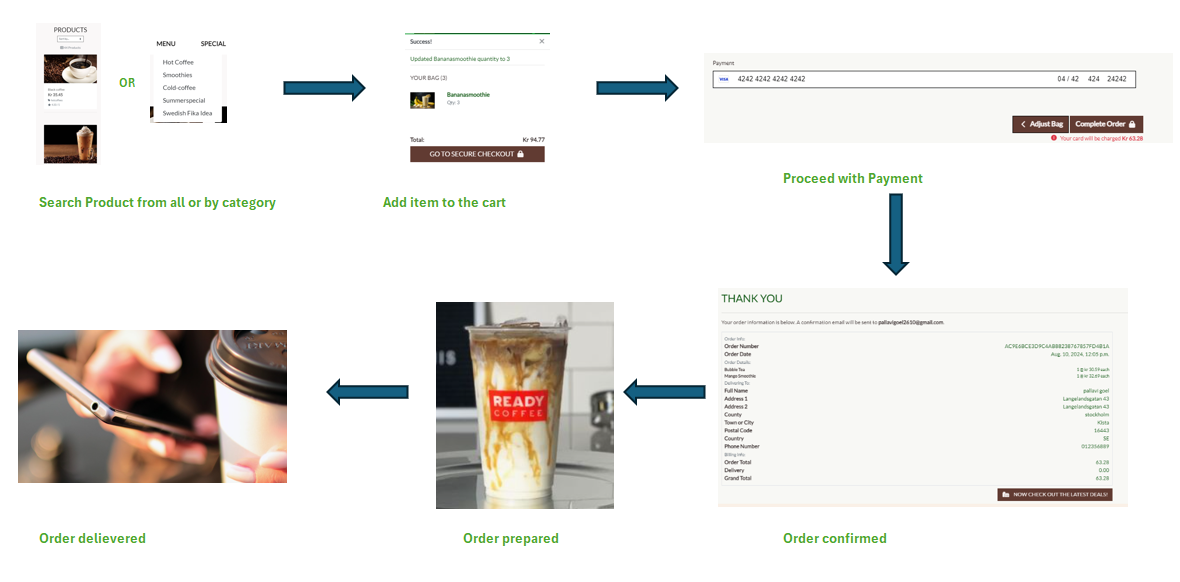 PRODUCTS
Sort by...
Black coffee
Kr 23.45
OR
MENU SPECIAL
Hot Coffee
Smoothies
Cold-coffee
Summerspecial
Swedish Fika Idea
Success! ×
Updated Bananasmoothie quantity to 3
YOUR BAG (3)
Bananasmoothie
Qty: 3
Total: Kr 94.77
GO TO SECURE CHECKOUT
Payment
VISA 4242 4242 4242 4242 04 / 42 424 24242
Adjust Bag Complete Order
Your card will be charged Kr 63.28
Search Product from all or by category
Add item to the cart
Proceed with Payment
THANK YOU
Your order information is below. A confirmation email will be sent to pallavigoel2610@gmail.com.
Order Info:
Order Number
Order Date Aug. 10, 2024, 12:05 p.m.
Order Details:
Bubble Tea 1 @ kr 30.59 each
Mango Smoothie 1 @ kr 32.69 each
Delivering To:
Full Name pallavi goel
Address 1 Langelandsgatan 43
Address 2 Langelandsgatan 43
County stockholm
Town or City Kista
Postal Code 16443
Country SE
Phone Number
Billing Info:
Order Total 63.28
Delivery 0.00
Grand Total 63.28
NOW CHECK OUT THE LATEST DEALS!
READY
COFFEE
IS
Order delievered
Order prepared
Order confirmed